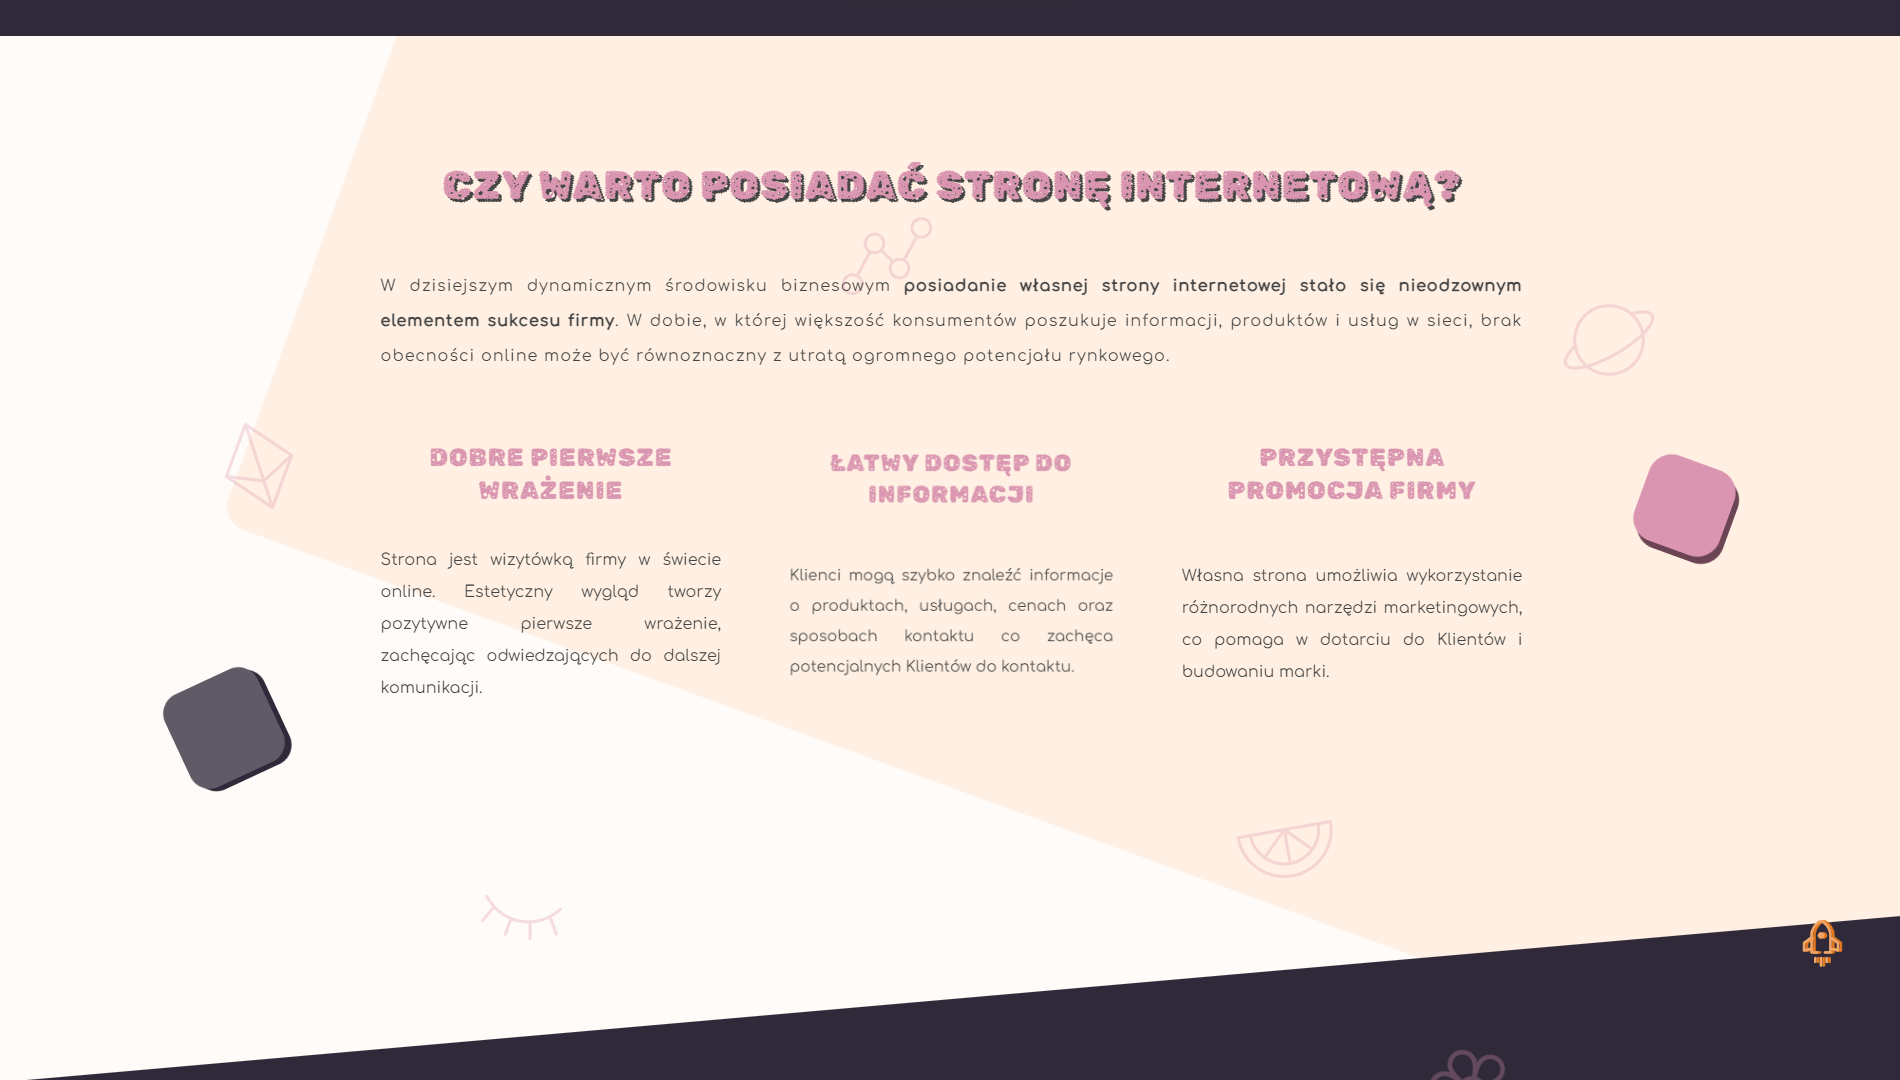 CZY WARTO POSIADAĆ STRONĘ INTERNETOWĄ?
W dzisiejszym dynamicznym środowisku biznesowym posiadanie własnej strony internetowej stało się nieodzownym
elementem sukcesu firmy. W dobie, w której większość konsumentów poszukuje informacji, produktów i usług w sieci, brak
obecności online może być równoznaczny z utratą ogromnego potencjału rynkowego.
DOBRE PIERWSZE
WRAŻENIE
Strona jest wizytówką firmy w świecie
online. Estetyczny wygląd tworzy
pozytywne pierwsze wrażenie,
zachęcając odwiedzających do dalszej
komunikacji.
ŁATWY DOSTĘP DO
INFORMACJI
Klienci mogą szybko znaleźć informacje
o produktach, usługach, cenach oraz
sposobach kontaktu co zachęca
potencjalnych Klientów do kontaktu.
PRZYSTĘPNA
PROMOCJA FIRMY
Własna strona umożliwia wykorzystanie
różnorodnych narzędzi marketingowych,
co pomaga w dotarciu do Klientów i
budowaniu marki.